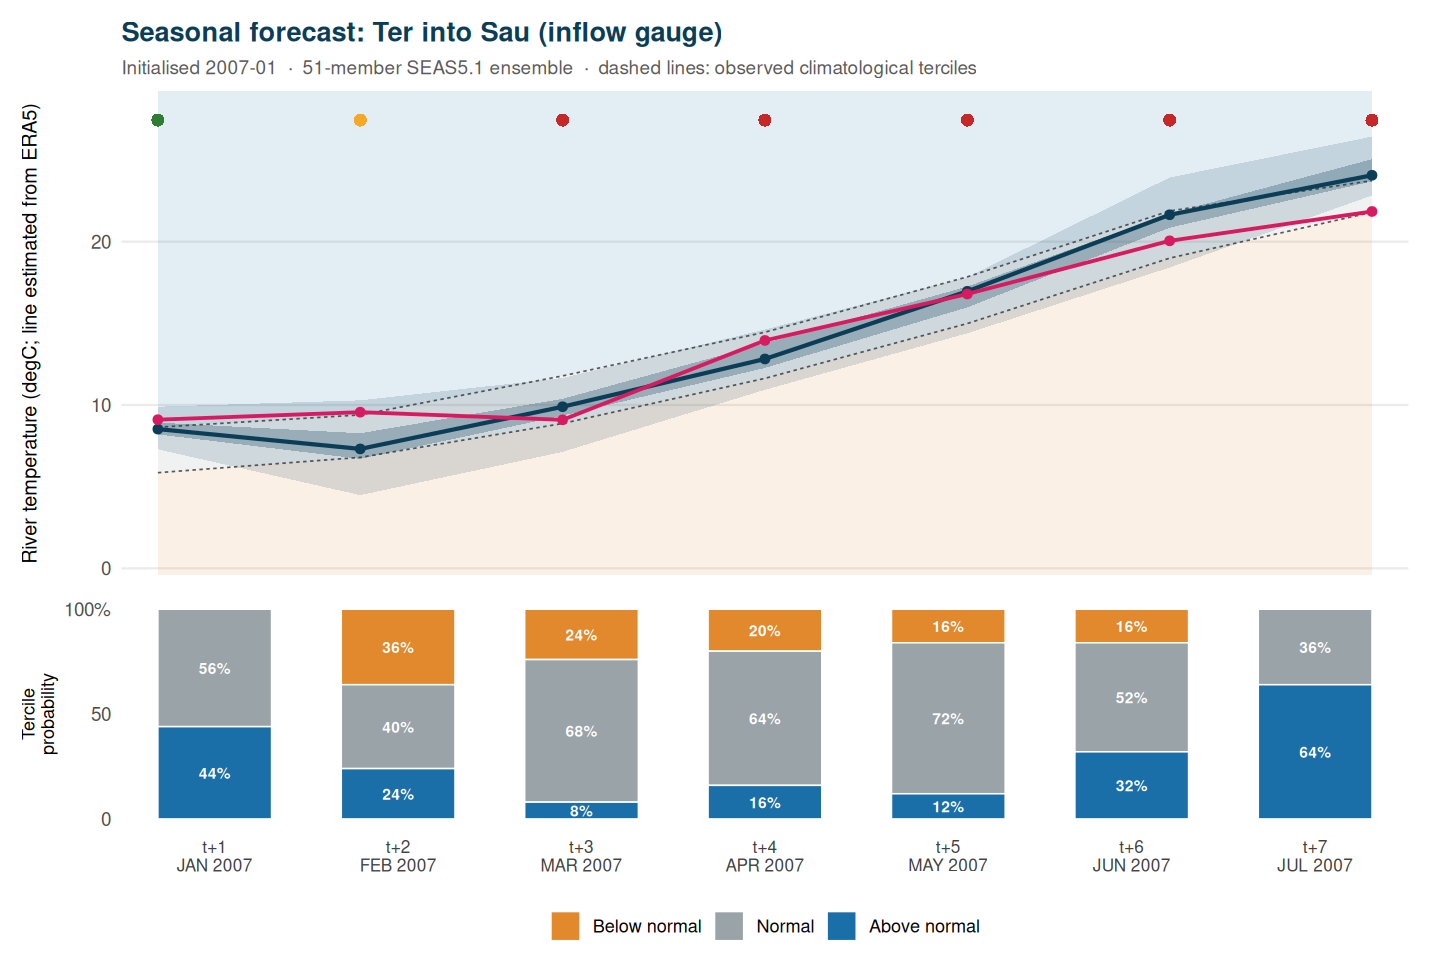 Seasonal forecast: Ter into Sau (inflow gauge)
Initialised 2007-01 · 51-member SEAS5.1 ensemble · dashed lines: observed climatological terciles
River temperature (degC; line estimated from ERA5)
20
10
0
Tercile
probability
100%
50
0
56%
44%
36%
40%
24%
24%
68%
8%
20%
64%
16%
16%
72%
12%
16%
52%
32%
36%
64%
t+1
JAN 2007
t+2
FEB 2007
t+3
MAR 2007
t+4
APR 2007
t+5
MAY 2007
t+6
JUN 2007
t+7
JUL 2007
Below normal
Normal
Above normal